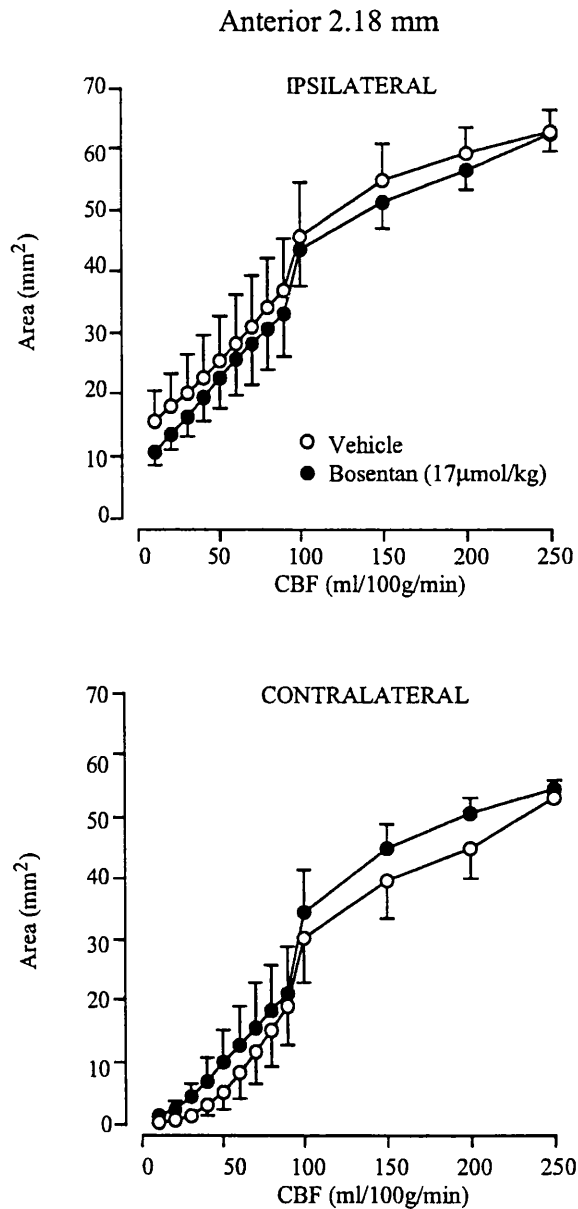 Anterior 2.18 mm
IPSILATERAL
70
60
50
40
30
20
10
0
Area (mm²)
Vehicle
Bosentan (17μmol/kg)
0 50 100 150 200 250
CBF (ml/100g/min)
CONTRALATERAL
70
60
50
40
30
20
10
0
Area (mm²)
0 50 100 150 200 250
CBF (ml/100g/min)